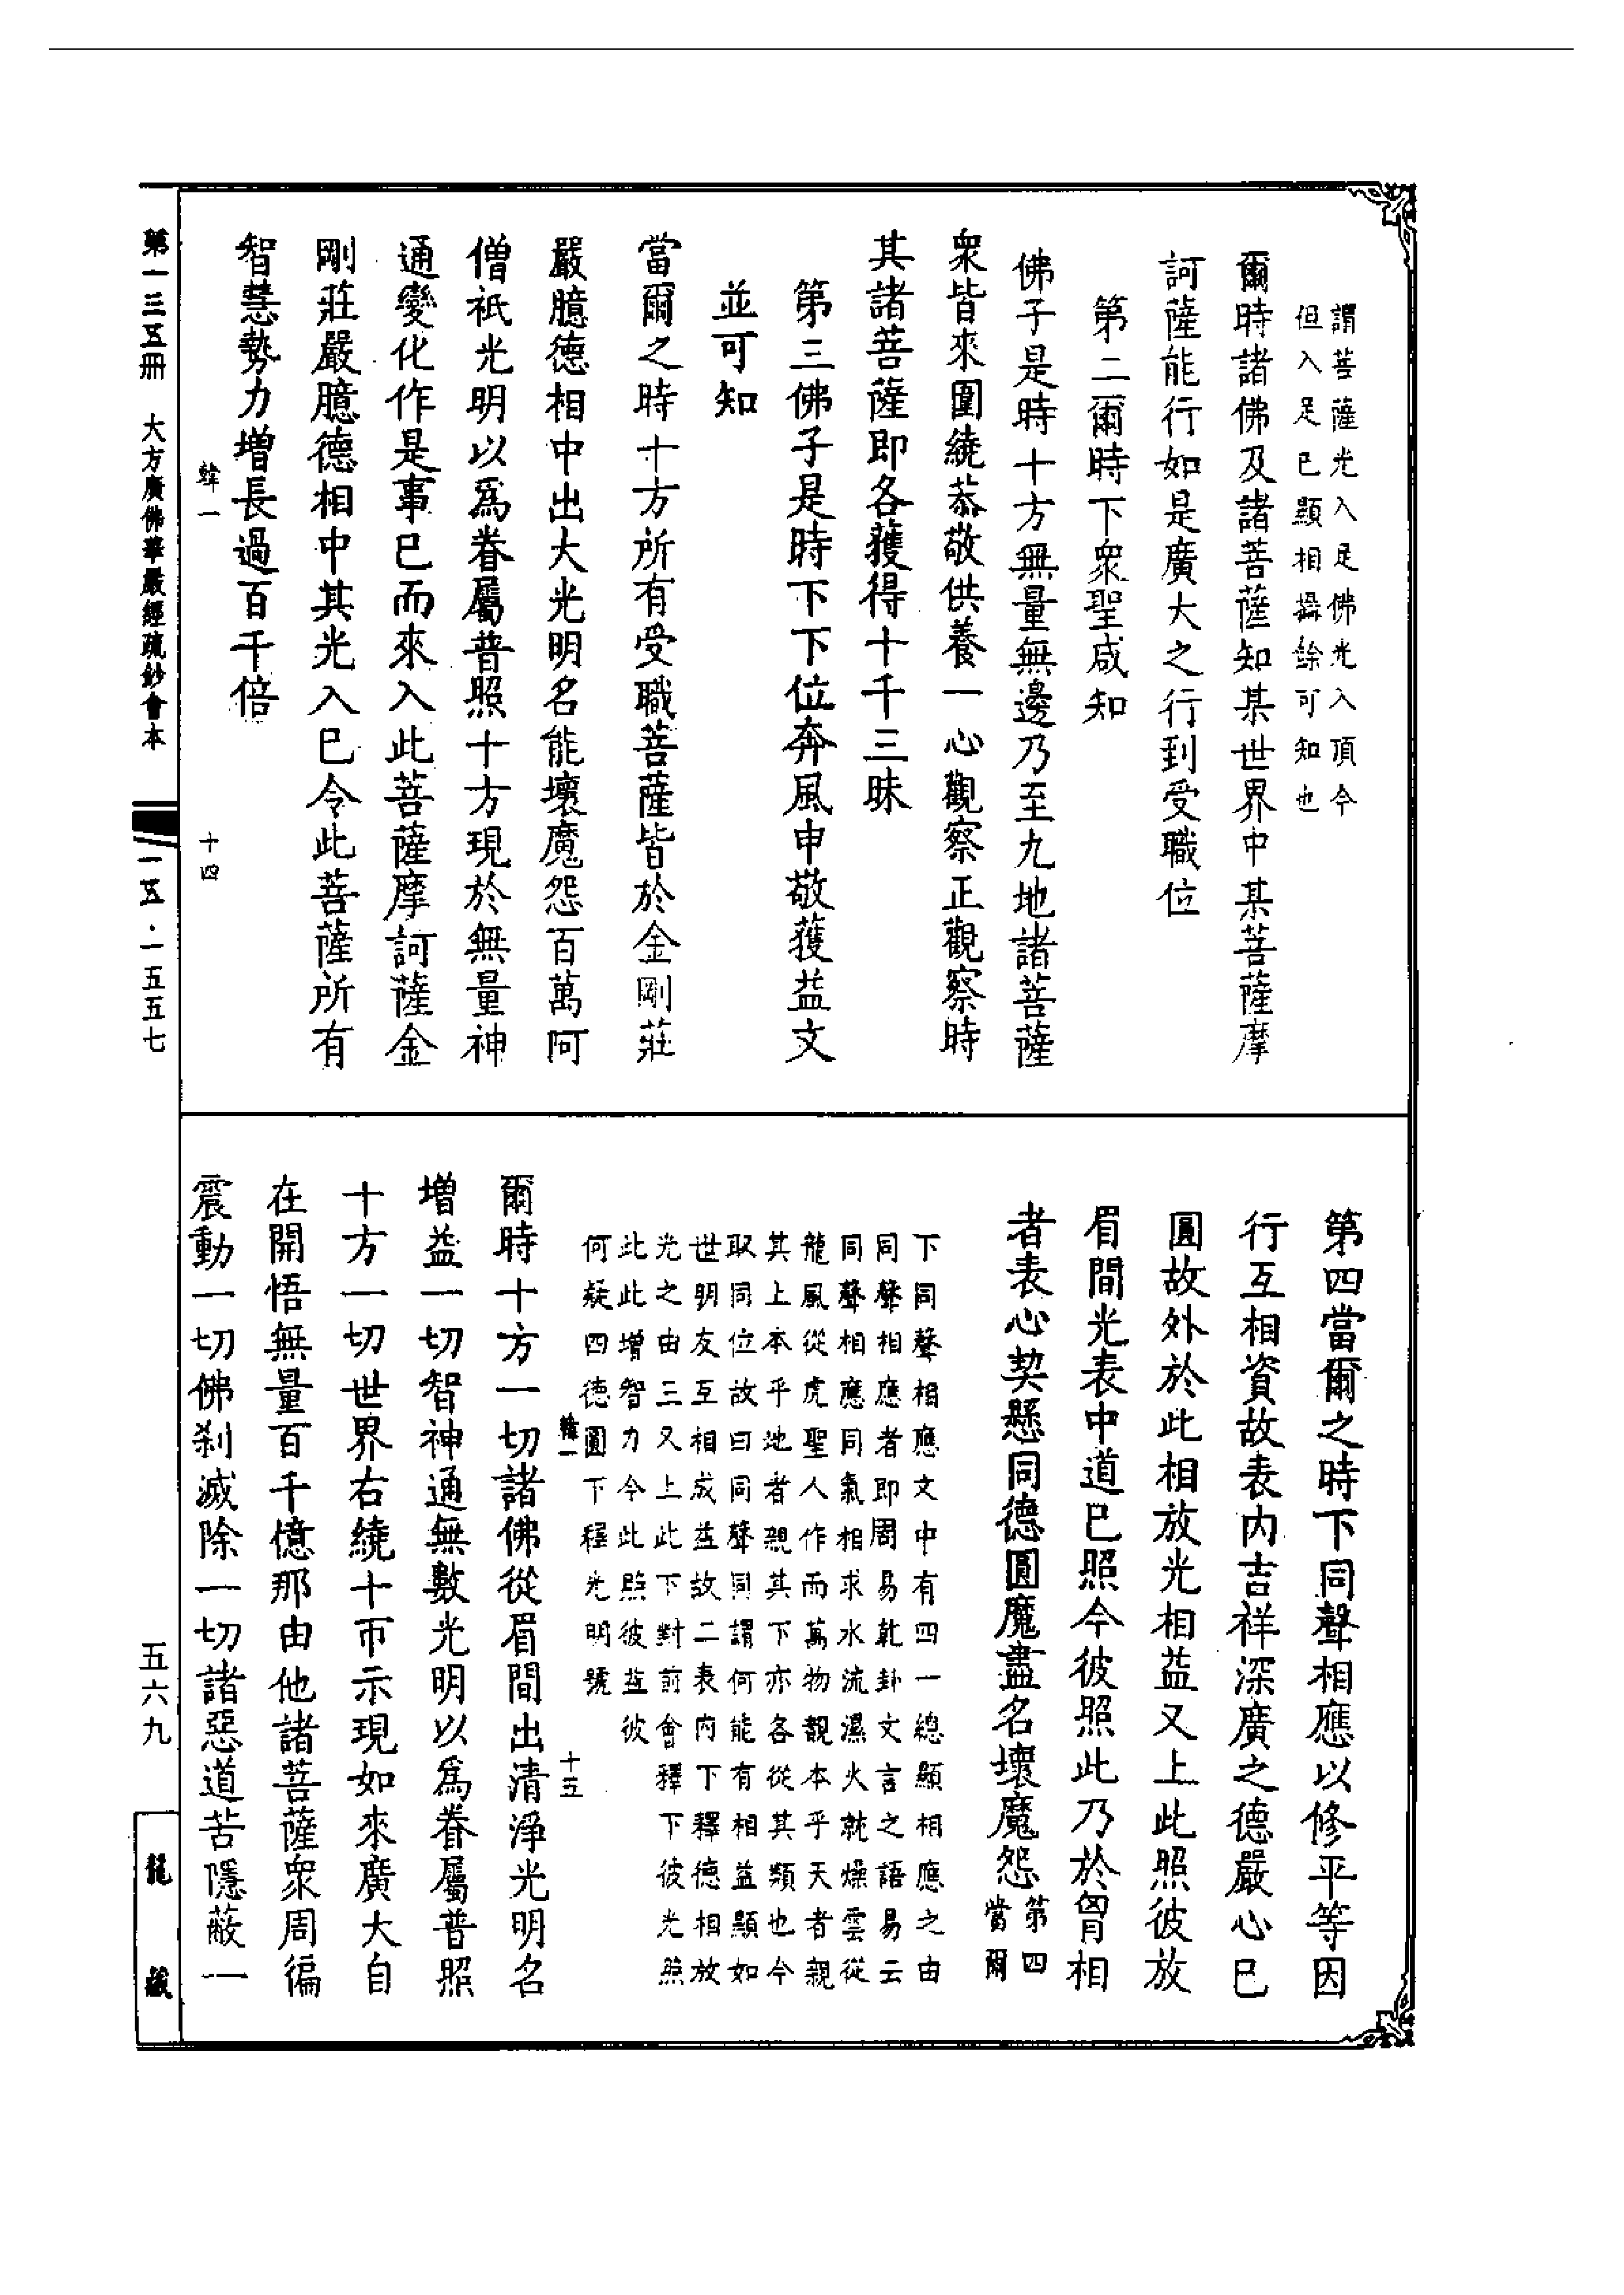 謂菩薩光入足佛光入頂今
但入足已顯相攝餘可知也
爾時諸佛及諸菩薩知某世界中某菩薩摩
訶薩能行如是廣大之行到受職位
第二爾時下眾聖咸知
佛子是時十方無量無邊乃至九地諸菩薩
眾皆來圍繞恭敬供養一心觀察正觀察時
其諸菩薩即各獲得十千三昧
第三佛子是時下下位奔風申敬獲益文
並可知
當爾之時十方所有受職菩薩皆於金剛莊
嚴臆德相中出大光明名能壞魔怨百萬阿
僧祇光明以為眷屬普照十方現於無量神
通變化作是事已而來入此菩薩摩訶薩金
剛莊嚴臆德相中其光入已令此菩薩所有
智慧勢力增長過百千倍
韓一 十四
第四當爾之時下同聲相應以修平等因
行互相資故表內吉祥深廣之德嚴心已
圓故外於此相放光相益又上此照彼放
眉間光表中道已照今彼照此乃於胷相
者表心契懸同德圓魔盡名壞魔怨
第四
當爾
下同聲相應文中有四一總顯相應之由
同聲相應者即周易乾卦文言之語易云
同聲相應同氣相求水流濕火就燥雲從
龍風從虎聖人作而萬物覩本乎天者親
其上本乎地者親其下亦各從其類也今
取同位故曰同聲同謂何能有相益顯如
世明友互相成益故二表內下釋德相放
光之由三又上此下對前會釋下彼光照
此此增智力今此照彼益彼
何疑四德圓下釋光明號
韓一 十五
爾時十方一切諸佛從眉間出清淨光明名
增益一切智神通無數光明以為眷屬普照
十方一切世界右繞十帀示現如來廣大自
在開悟無量百千億那由他諸菩薩眾周徧
震動一切佛剎滅除一切諸惡道苦隱蔽一
第一三五冊 大方廣佛華嚴經疏鈔會本 一五·一五五七
五六九
龍藏